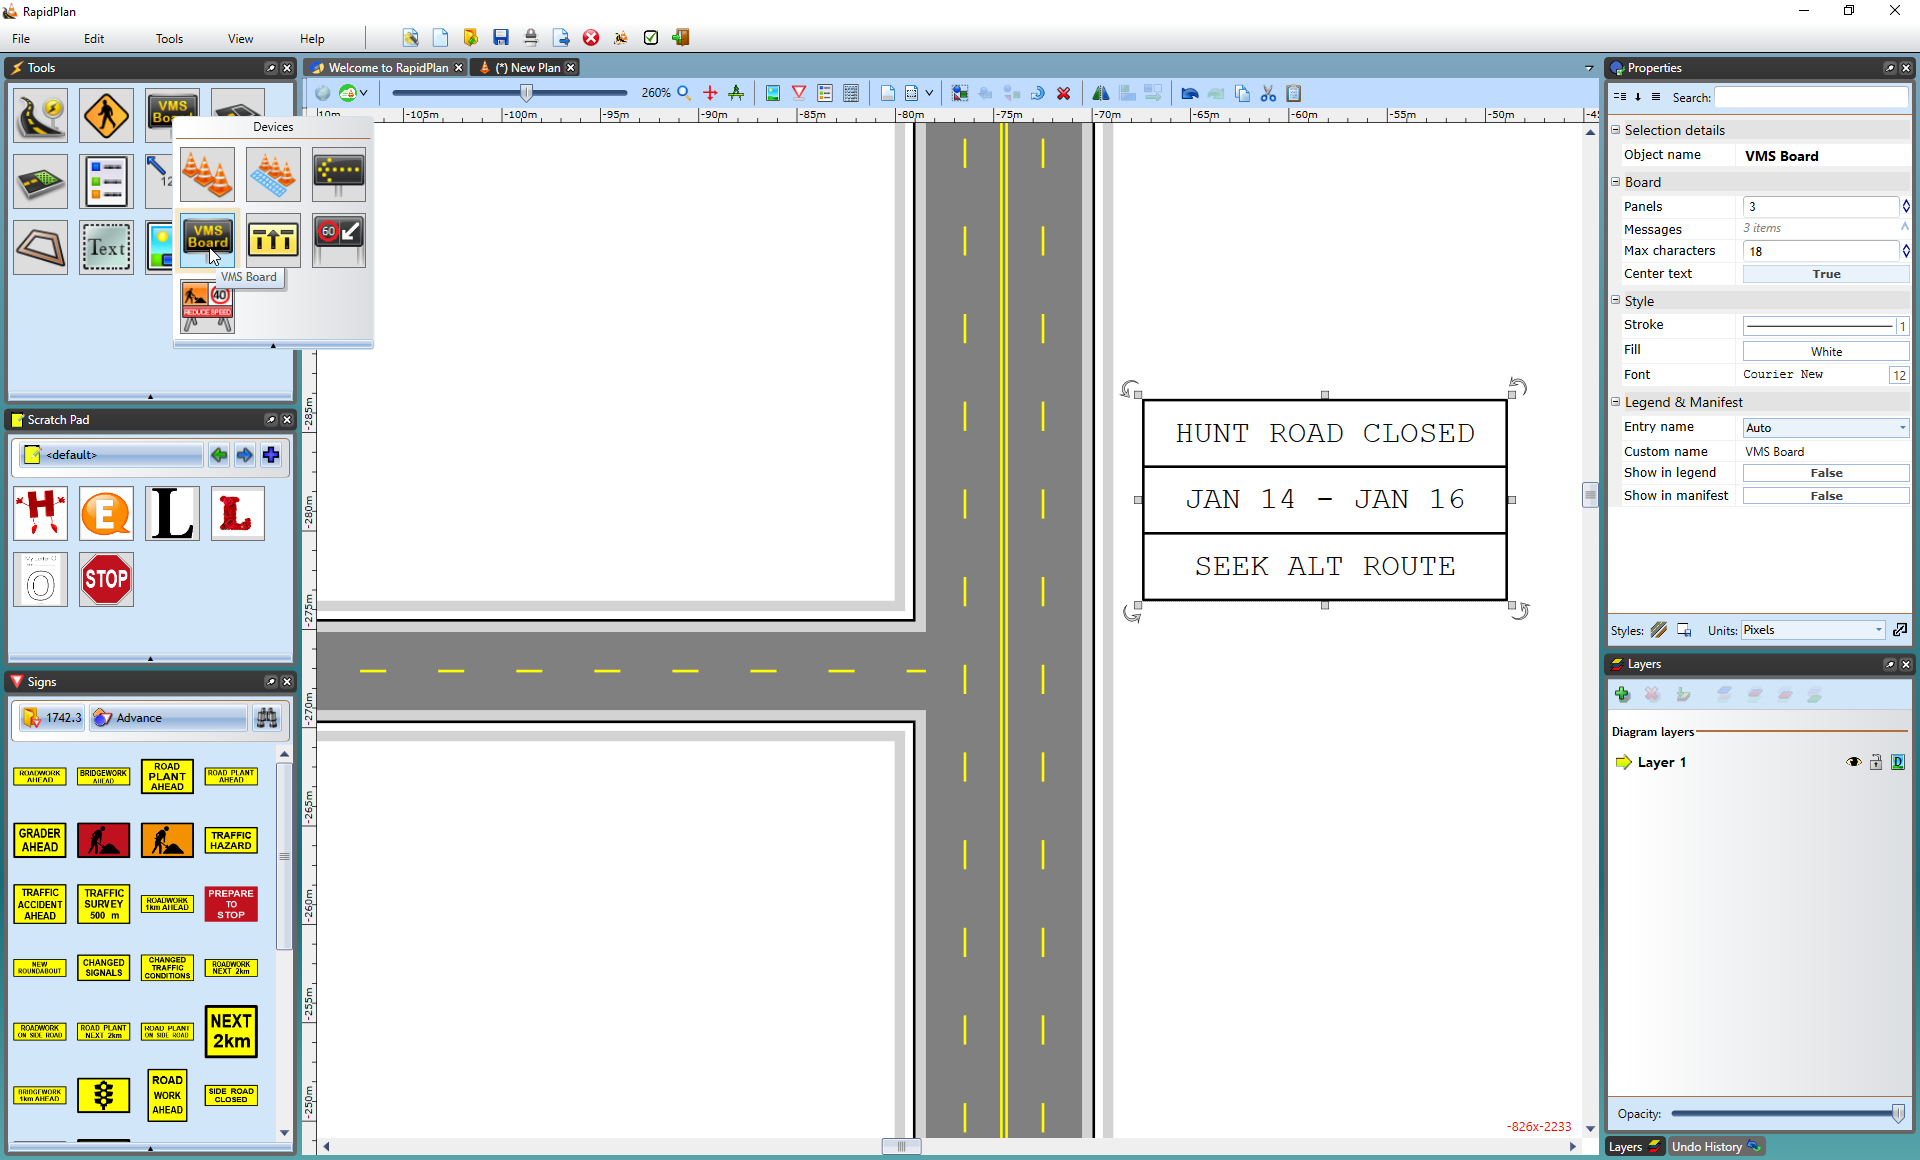 RapidPlan
File Edit Tools View Help
Tools
Welcome to RapidPlan
(*) New Plan
Properties
VMS
Devices
12
Text
VMS
Board
60
VMS Board
40
REDUCE SPEED
260%
-105m -100m -95m -90m -85m -80m -75m -70m -65m -60m -55m -50m
-285m
-280m
-275m
-270m
-265m
-260m
-255m
-250m
HUNT ROAD CLOSED
JAN 14 - JAN 16
SEEK ALT ROUTE
-826x-2233
Scratch Pad
<default>
H E L L
My Letter O
O
STOP
Signs
1742.3 Advance
ROADWORK AHEAD
BRIDGEWORK AHEAD
ROAD PLANT AHEAD
ROAD PLANT AHEAD
GRADER AHEAD
TRAFFIC HAZARD
TRAFFIC ACCIDENT AHEAD
TRAFFIC SURVEY 500 m
ROADWORK 1km AHEAD
PREPARE TO STOP
NEW ROUNDABOUT
CHANGED SIGNALS
CHANGED TRAFFIC CONDITIONS
ROADWORK NEXT 2km
ROADWORK ON SIDE ROAD
ROAD PLANT NEXT 2km
ROAD PLANT ON SIDE ROAD
NEXT 2km
BRIDGEWORK 1km AHEAD
ROAD WORK AHEAD
SIDE ROAD CLOSED
Search:
Selection details
Object name VMS Board
Board
Panels 3
Messages 3 items
Max characters 18
Center text True
Style
Stroke 1
Fill White
Font Courier New 12
Legend & Manifest
Entry name Auto
Custom name VMS Board
Show in legend False
Show in manifest False
Styles: Units: Pixels
Layers
Diagram layers
Layer 1
D
Opacity:
Layers Undo History